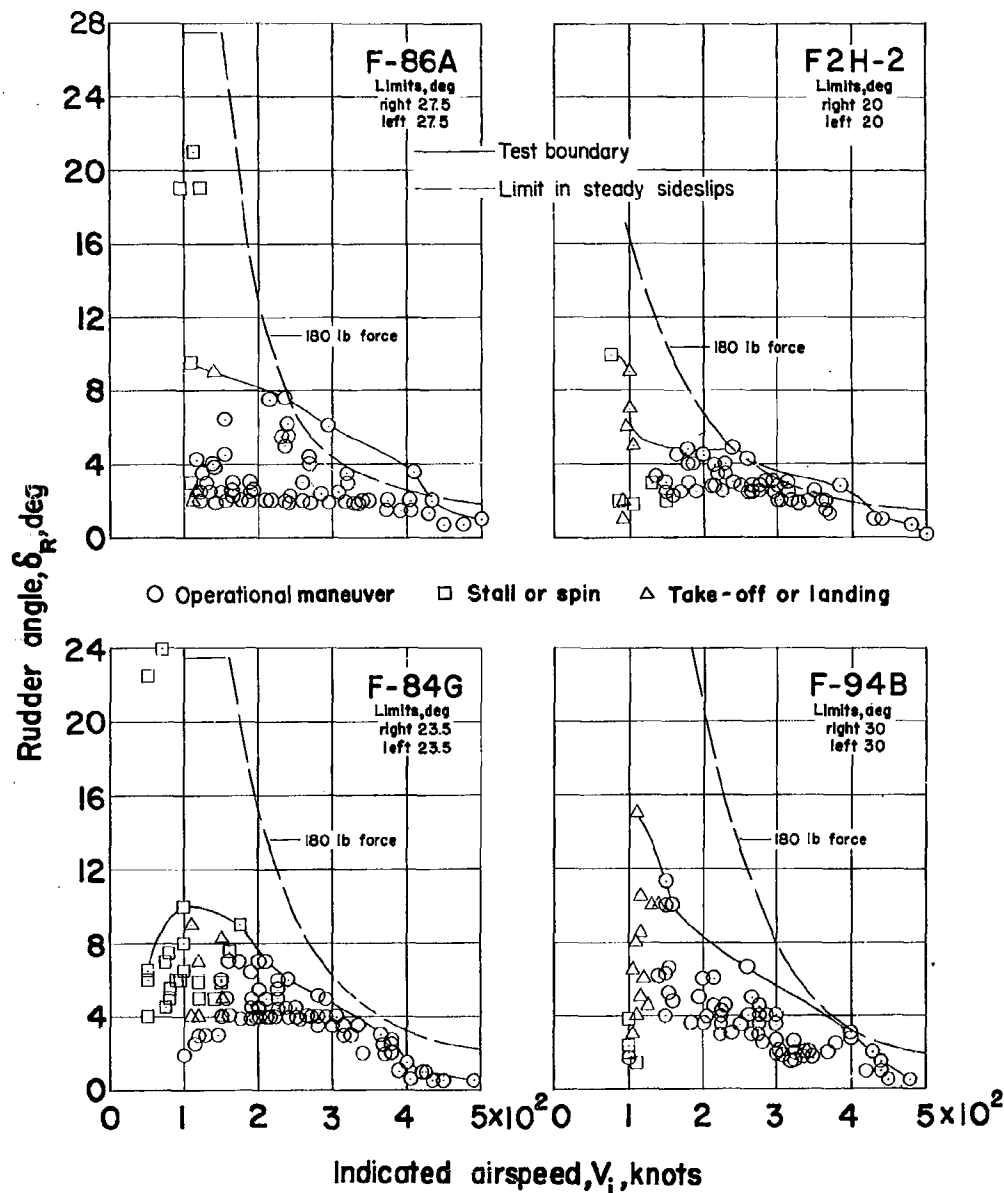 28
24
20
16
12
8
4
0
F-86A
Limits, deg
right 27.5
left 27.5
F2H-2
Limits, deg
right 20
left 20
Test boundary
Limit in steady sideslips
180 lb force
180 lb force
Rudder angle, δR, deg
Operational maneuver
Stall or spin
Take-off or landing
24
20
16
12
8
4
0
F-84G
Limits, deg
right 23.5
left 23.5
F-94B
Limits, deg
right 30
left 30
180 lb force
180 lb force
0 1 2 3 4 5×10²
0 1 2 3 4 5×10²
Indicated airspeed, Vi, knots